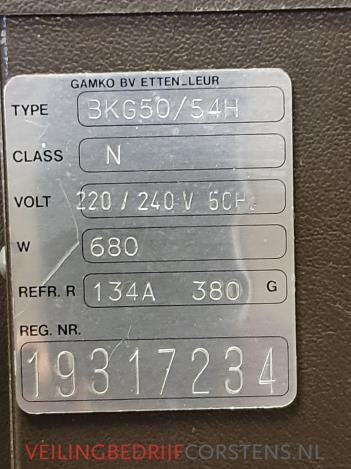 GAMKO BV ETTEN-LEUR
TYPE BKG50/54H
CLASS N
VOLT 220 / 240 V 50Hz
W 680
REFR. R 134A 380 G
REG. NR.
19317234
VEILINGBEDRIJFCORSTENS.NL